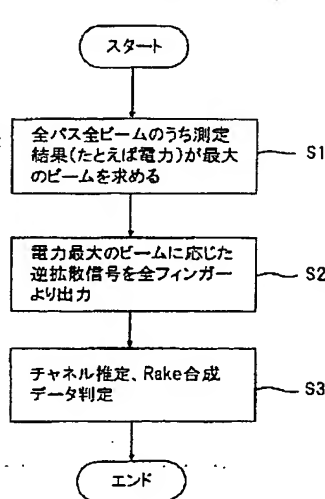 スタート
全パス全ビームのうち測定
結果(たとえば電力)が最大
のビームを求める
S1
電力最大のビームに応じた
逆拡散信号を全フィンガー
より出力
S2
チャネル推定、Rake合成
データ判定
S3
エンド